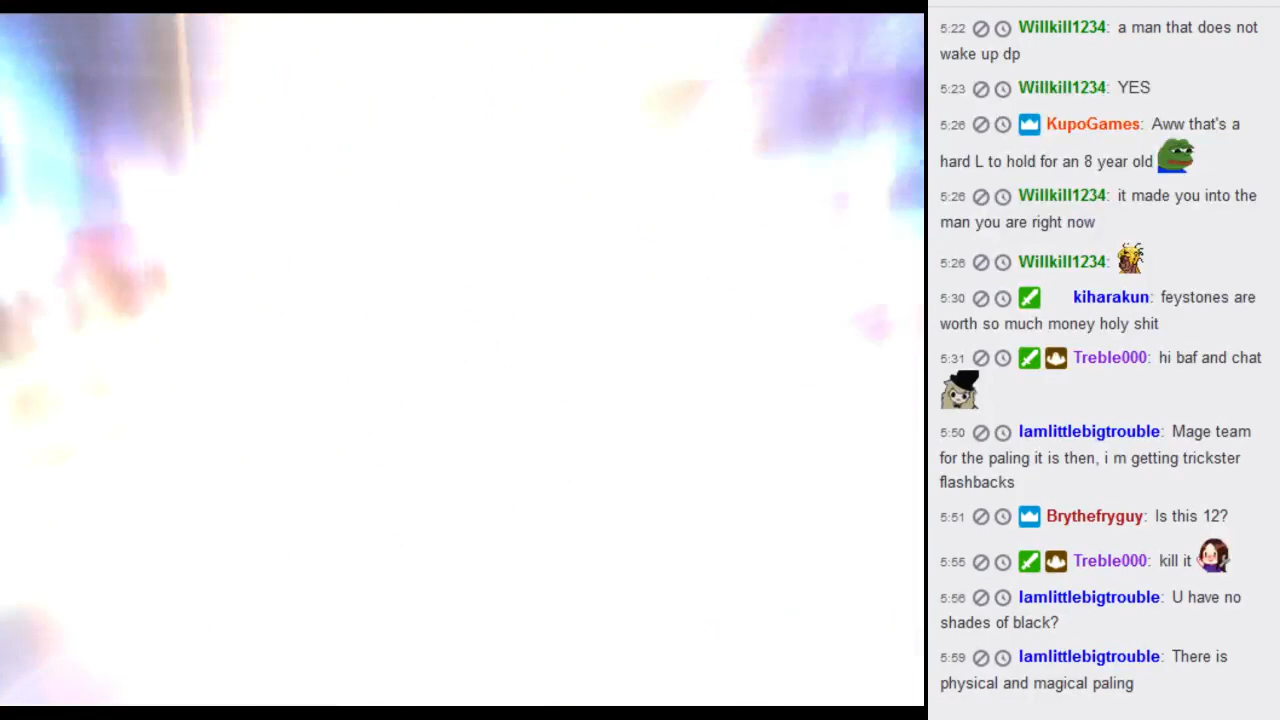 5:22 Willkill1234: a man that does not
wake up dp
5:23 Willkill1234: YES
5:26 KupoGames: Aww that's a
hard L to hold for an 8 year old
5:26 Willkill1234: it made you into the
man you are right now
5:26 Willkill1234:
5:30 kiharakun: feystones are
worth so much money holy shit
5:31 Treble000: hi baf and chat
5:50 Iamlittlebigtrouble: Mage team
for the paling it is then, i m getting trickster
flashbacks
5:51 Brythefryguy: Is this 12?
5:55 Treble000: kill it
5:56 Iamlittlebigtrouble: U have no
shades of black?
5:59 Iamlittlebigtrouble: There is
physical and magical paling